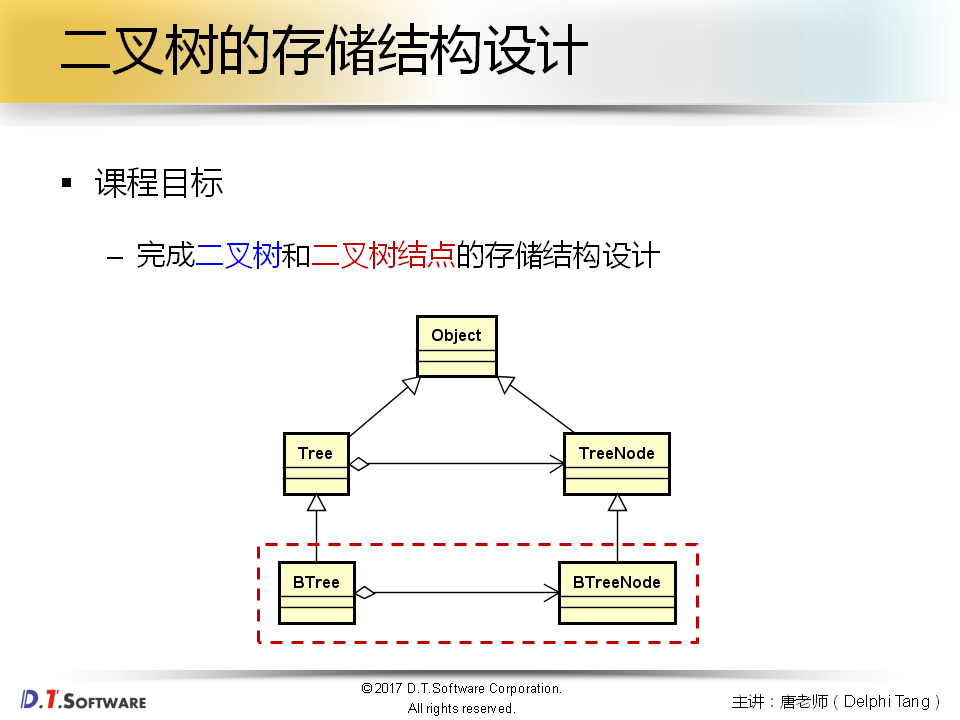 二叉树的存储结构设计
▪ 课程目标
– 完成二叉树和二叉树结点的存储结构设计
Object
Tree
TreeNode
BTree
BTreeNode
D.T.SOFTWARE
©2017 D.T.Software Corporation.
All rights reserved.
主讲：唐老师（Delphi Tang）